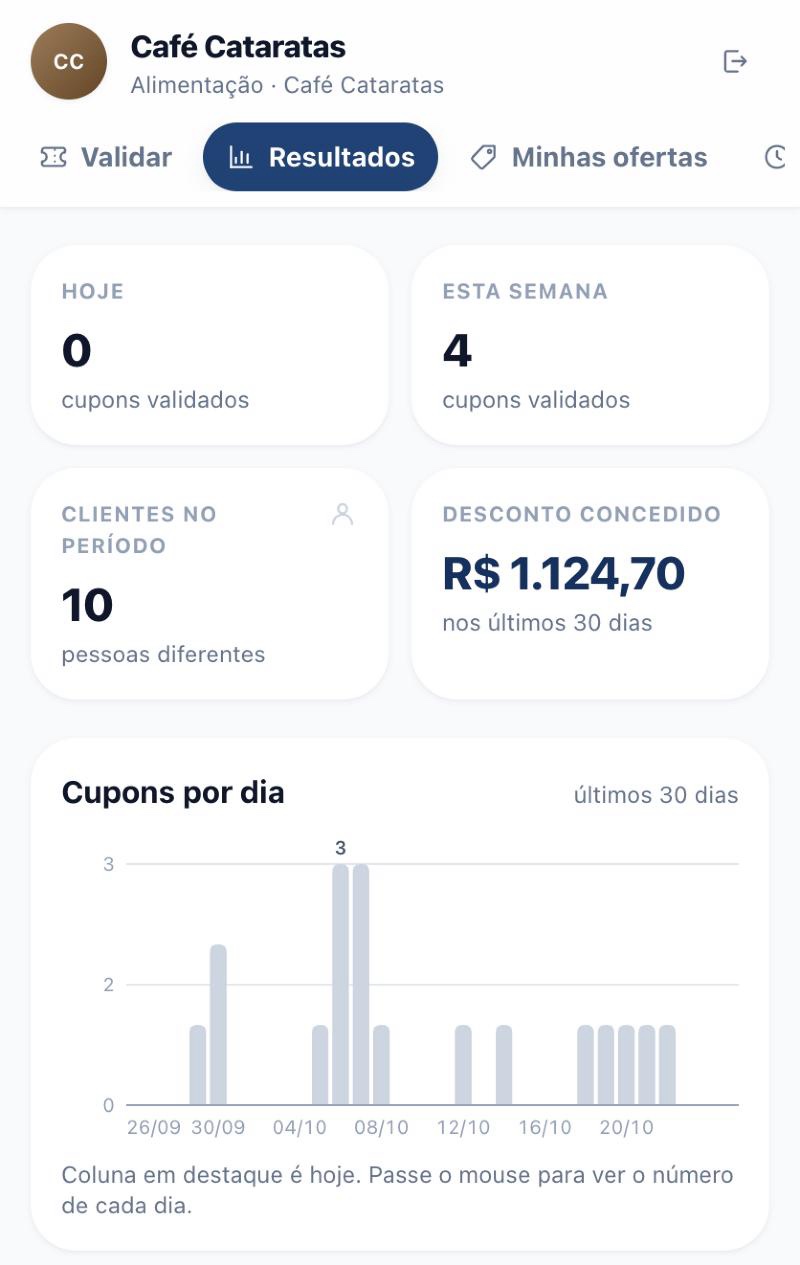 CC
Café Cataratas
Alimentação · Café Cataratas
Validar
Resultados
Minhas ofertas
HOJE
0
cupons validados
ESTA SEMANA
4
cupons validados
CLIENTES NO
PERÍODO
10
pessoas diferentes
DESCONTO CONCEDIDO
R$ 1.124,70
nos últimos 30 dias
Cupons por dia
últimos 30 dias
3
3
2
0
26/09 30/09 04/10 08/10 12/10 16/10 20/10
Coluna em destaque é hoje. Passe o mouse para ver o número
de cada dia.